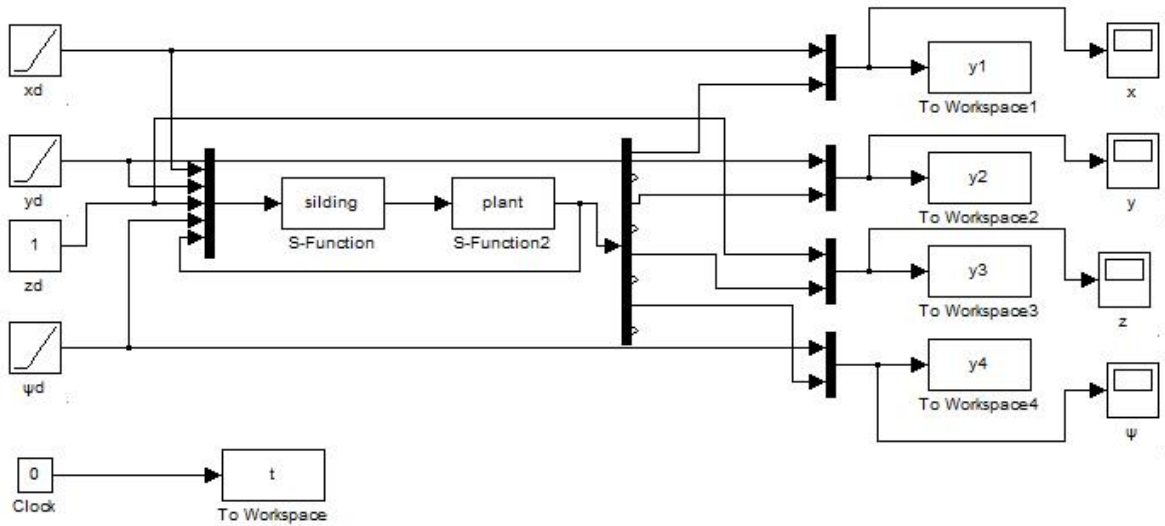 xd
y1
To Workspace1
x
yd
silding
S-Function
plant
S-Function2
y2
To Workspace2
y
1
zd
y3
To Workspace3
z
ψd
y4
To Workspace4
ψ
0
Clock
t
To Workspace